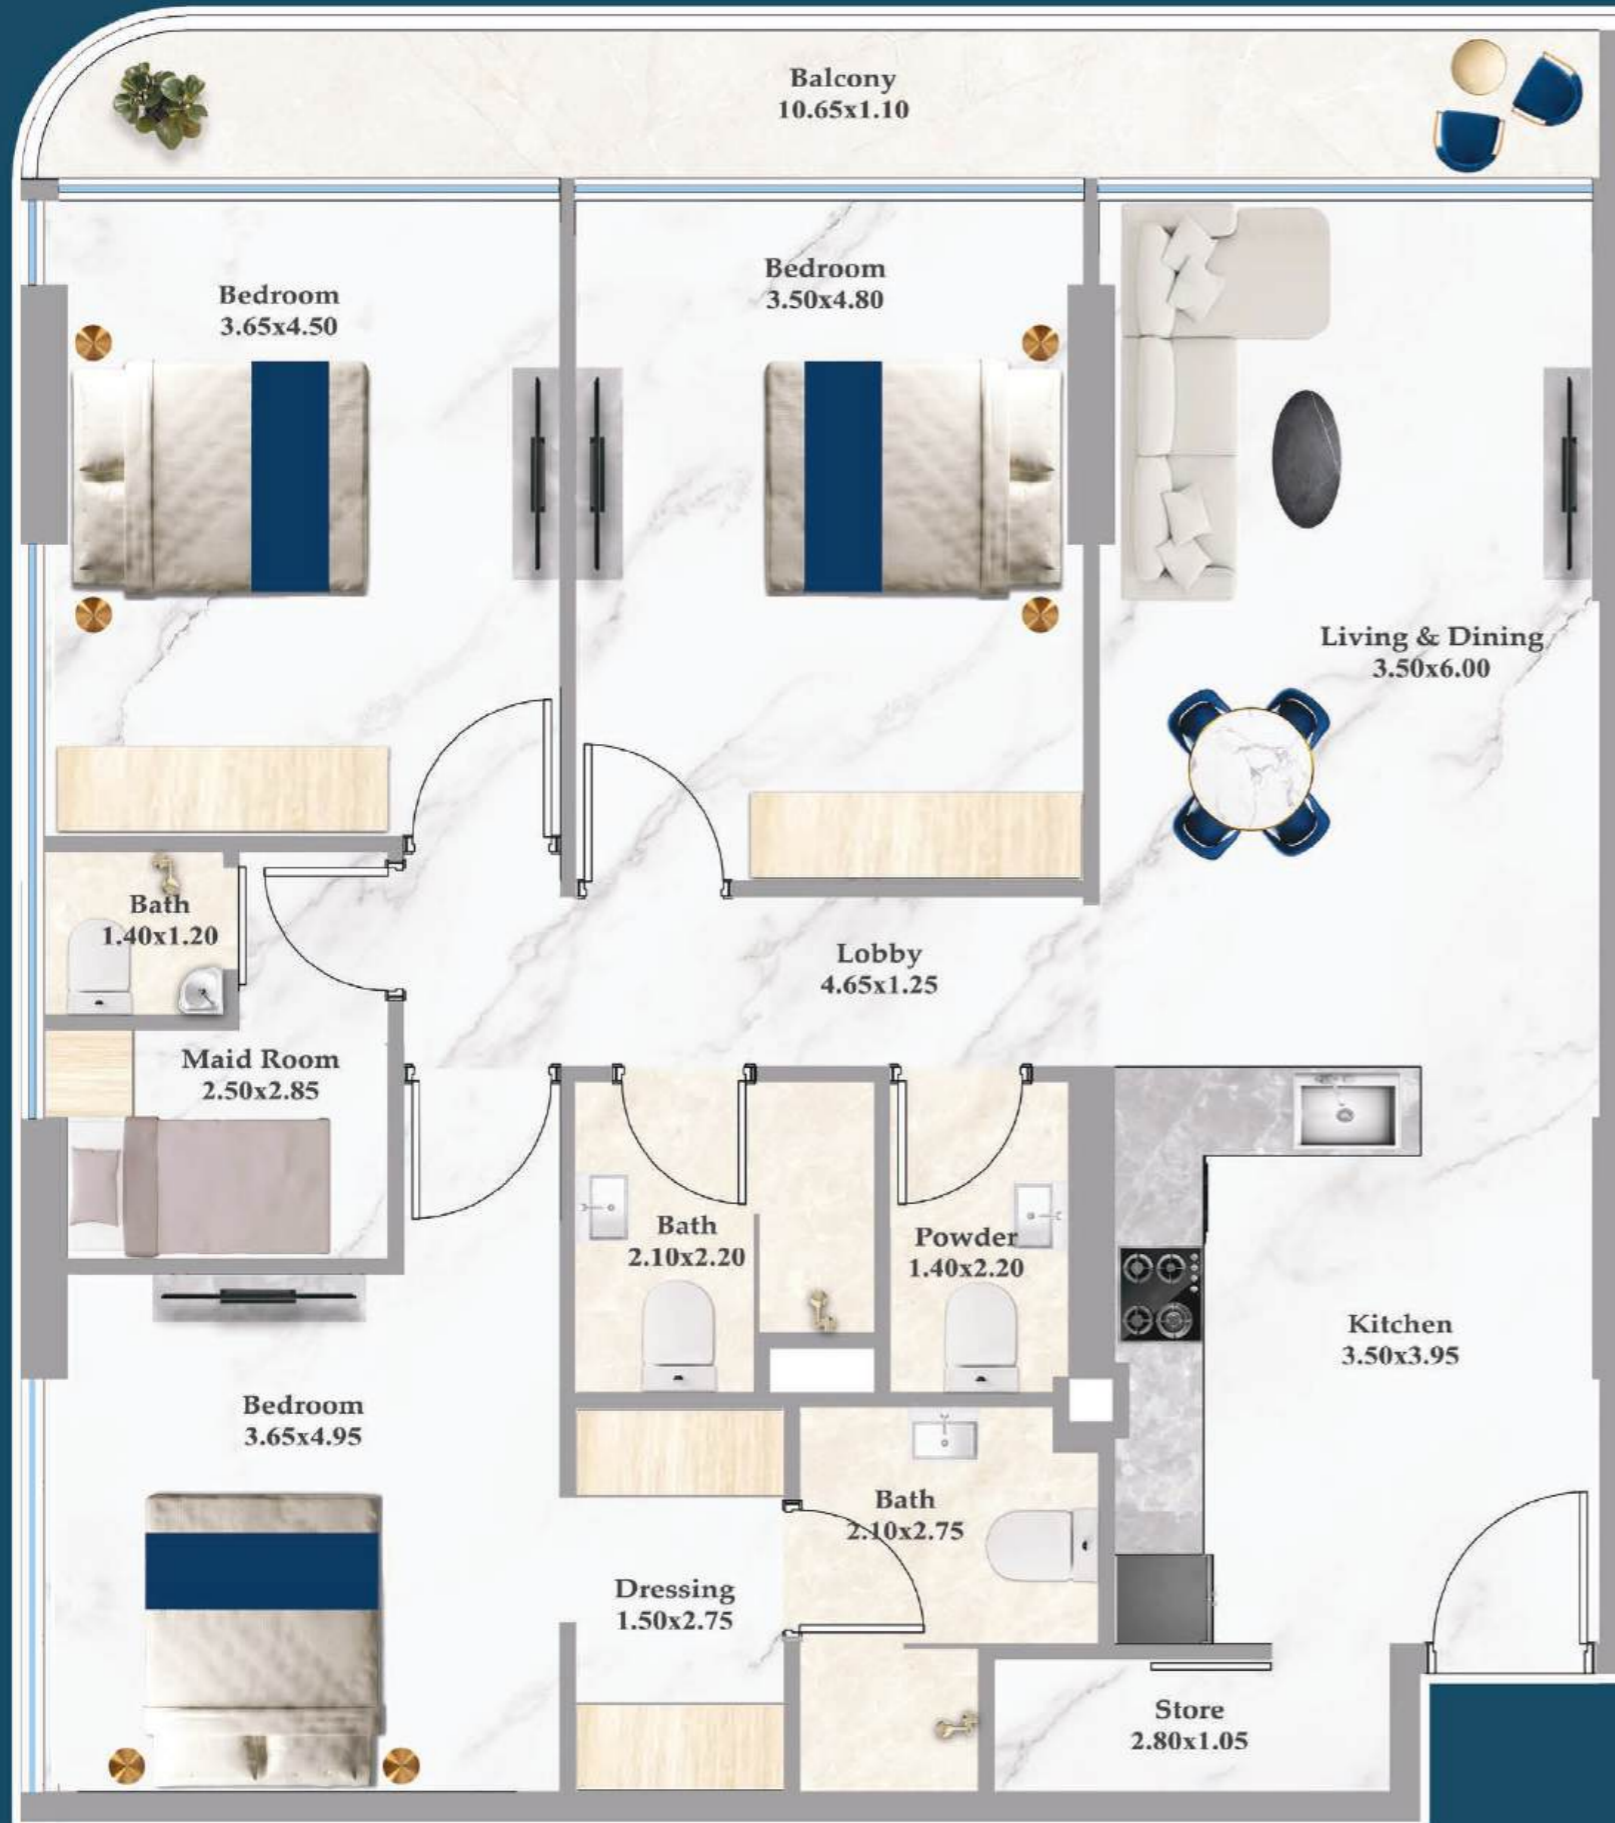 Balcony
10.65x1.10
Bedroom
3.65x4.50
Bedroom
3.50x4.80
Living & Dining
3.50x6.00
Bath
1.40x1.20
Lobby
4.65x1.25
Maid Room
2.50x2.85
Bath
2.10x2.20
Powder
1.40x2.20
Kitchen
3.50x3.95
Bedroom
3.65x4.95
Bath
2.10x2.75
Dressing
1.50x2.75
Store
2.80x1.05